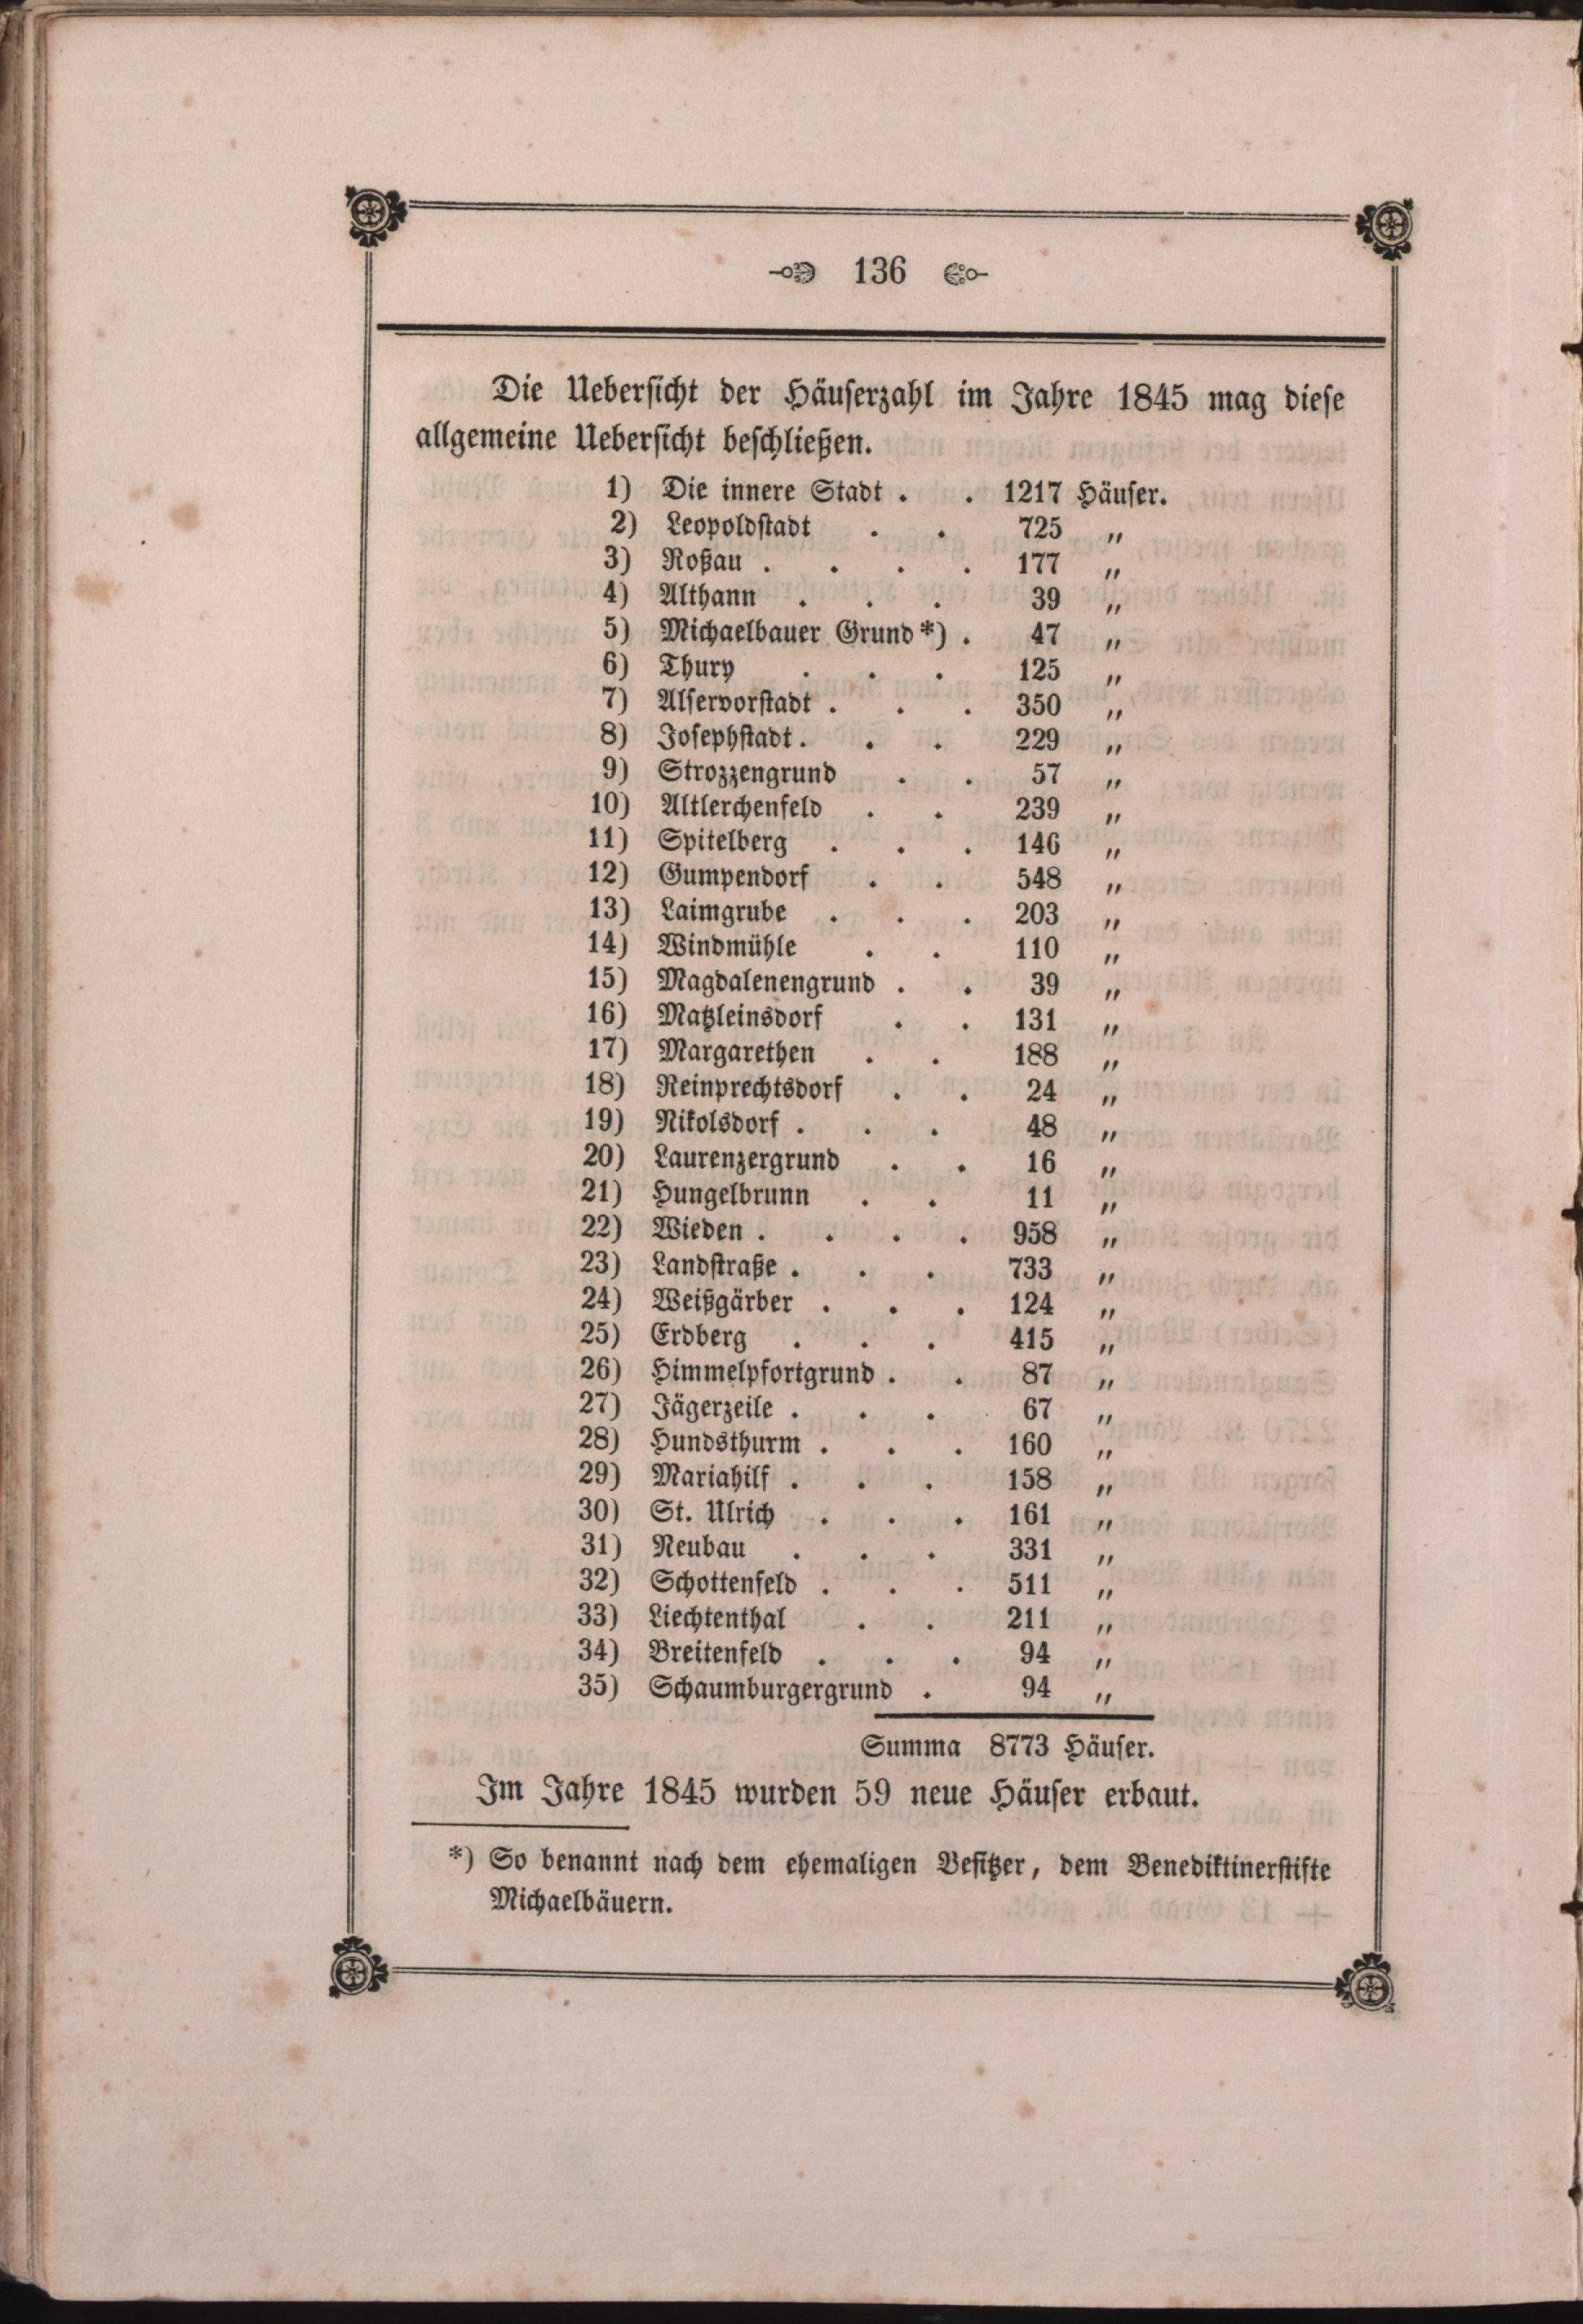 136
Die Uebersicht der Häuserzahl im Jahre 1845 mag diese
allgemeine Uebersicht beschließen.
1) Die innere Stadt . . 1217 Häuser.
2) Leopoldstadt . . 725 „
3) Roßau . . . . 177 „
4) Althann . . . 39 „
5) Michaelbauer Grund *) . 47 „
6) Thury . . . 125 „
7) Alservorstadt . . . 350 „
8) Josephstadt . . . 229 „
9) Strozzengrund . . 57 „
10) Altlerchenfeld . . 239 „
11) Spitelberg . . . 146 „
12) Gumpendorf . . 548 „
13) Laimgrube . . . 203 „
14) Windmühle . . 110 „
15) Magdalenengrund . . 39 „
16) Matzleinsdorf . . 131 „
17) Margarethen . . 188 „
18) Reinprechtsdorf . . 24 „
19) Nikolsdorf . . . 48 „
20) Laurenzergrund . . 16 „
21) Hungelbrunn . . 11 „
22) Wieden . . . . 958 „
23) Landstraße . . . 733 „
24) Weißgärber . . . 124 „
25) Erdberg . . . 415 „
26) Himmelpfortgrund . . 87 „
27) Jägerzeile . . . 67 „
28) Hundsthurm . . . 160 „
29) Mariahilf . . . 158 „
30) St. Ulrich . . . 161 „
31) Neubau . . . 331 „
32) Schottenfeld . . . 511 „
33) Liechtenthal . . 211 „
34) Breitenfeld . . . 94 „
35) Schaumburgergrund . 94 „
Summa 8773 Häuser.
Im Jahre 1845 wurden 59 neue Häuser erbaut.
*) So benannt nach dem ehemaligen Besitzer, dem Benediktinerstifte
Michaelbäuern.